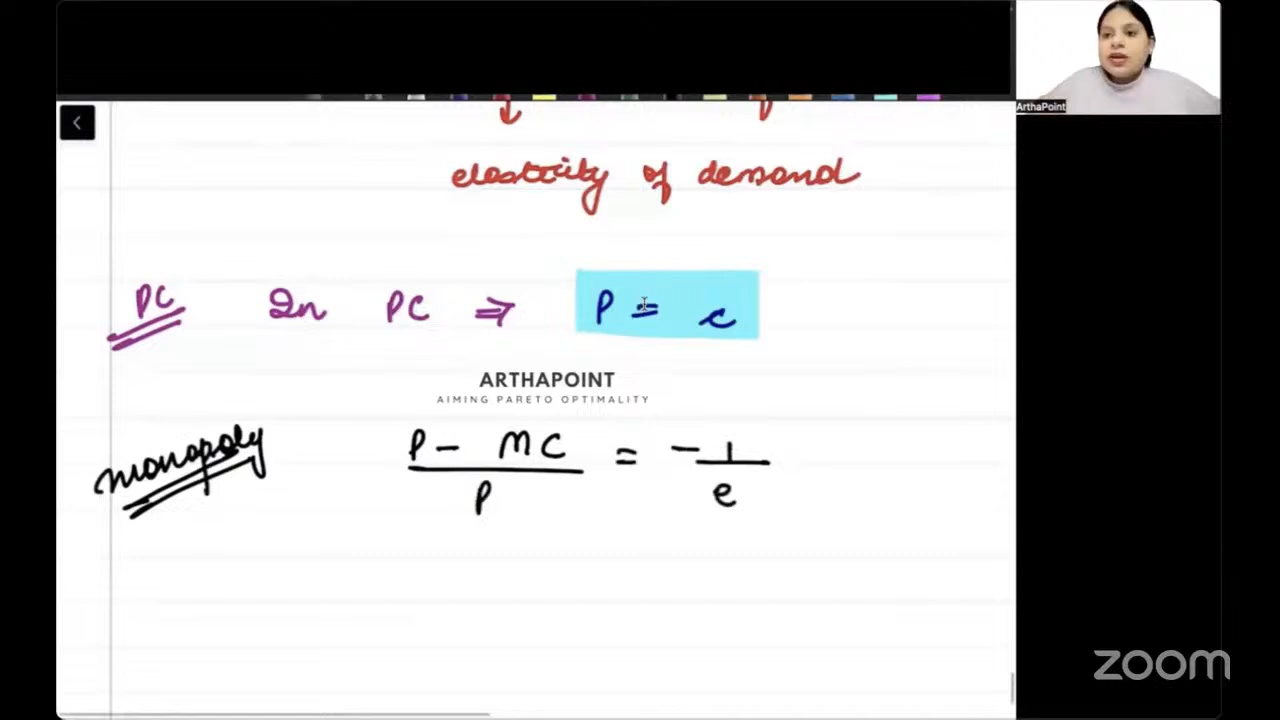 ArthaPoint
elasticity of demand
PC In PC ⇒ P = c
ARTHAPOINT
AIMING PARETO OPTIMALITY
monopoly P - MC / P = - 1 / e
zoom